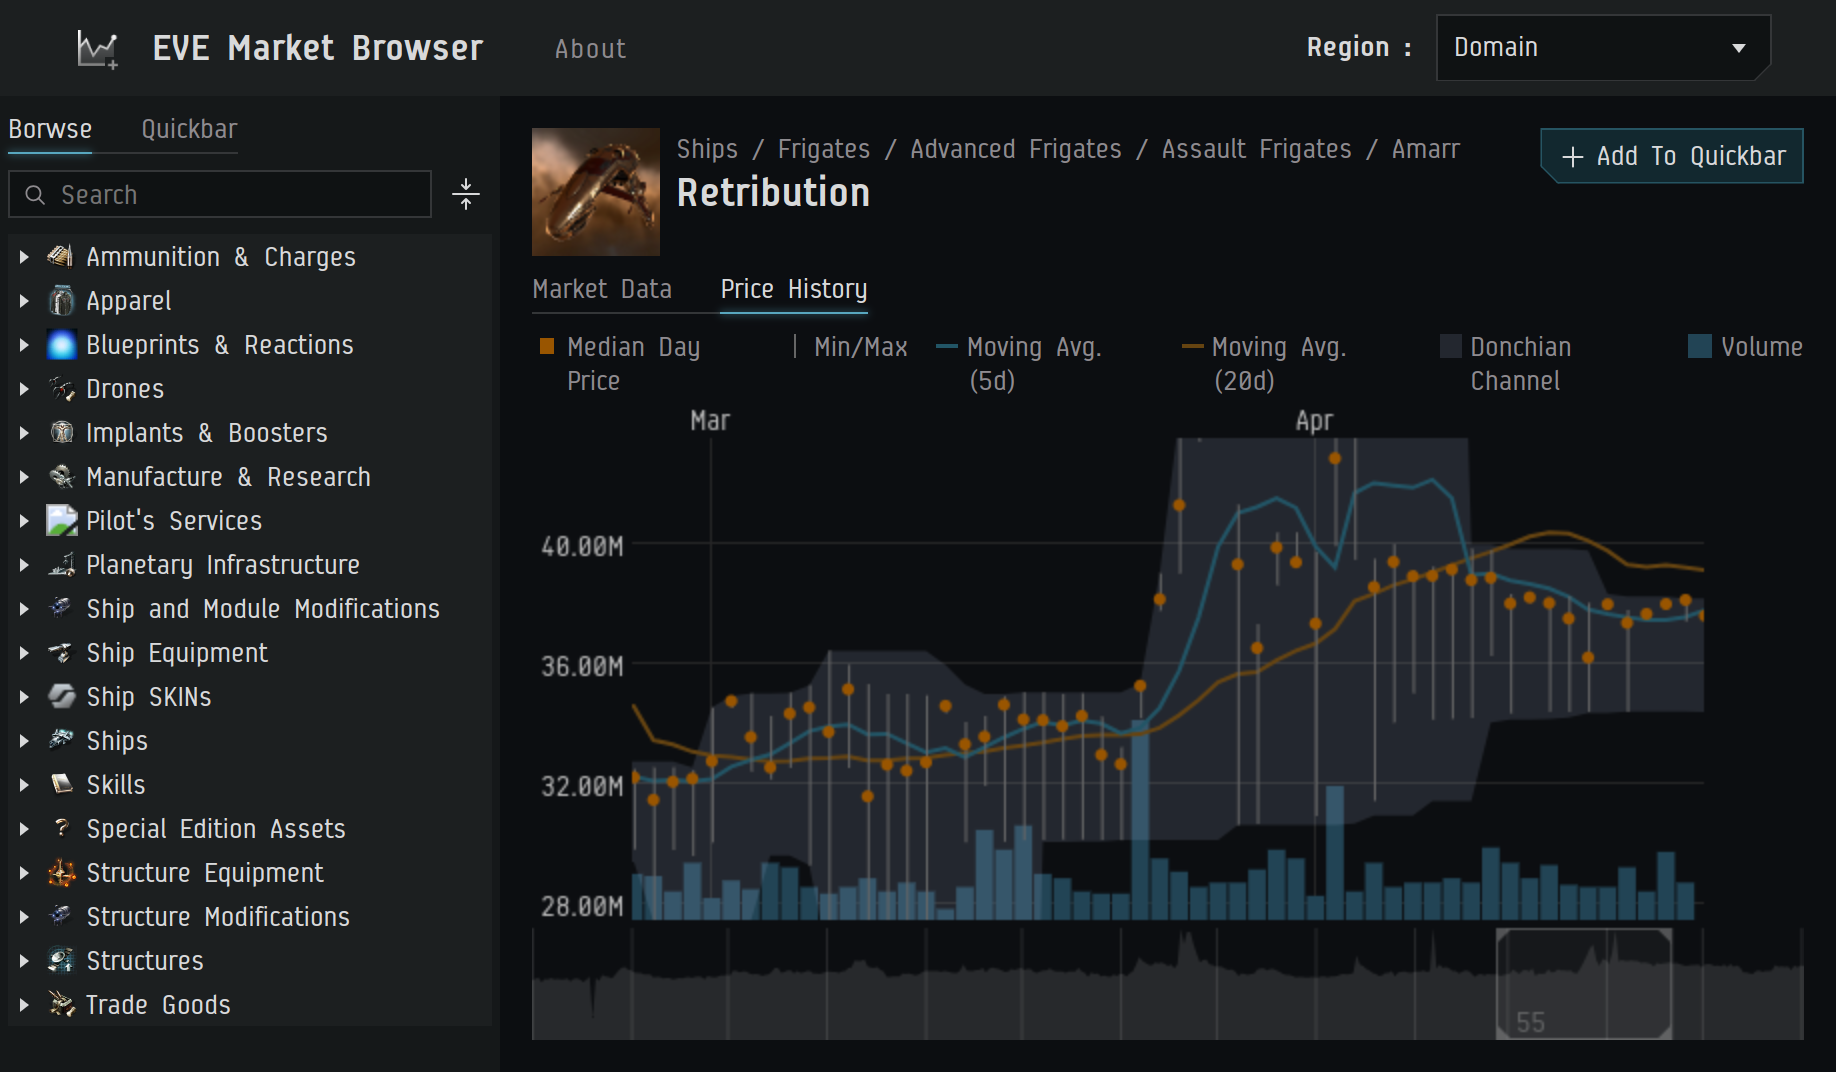 EVE Market Browser
About
Region :
Domain
Borwse
Quickbar
Search
Ammunition & Charges
Apparel
Blueprints & Reactions
Drones
Implants & Boosters
Manufacture & Research
Pilot's Services
Planetary Infrastructure
Ship and Module Modifications
Ship Equipment
Ship SKINs
Ships
Skills
Special Edition Assets
Structure Equipment
Structure Modifications
Structures
Trade Goods
Ships / Frigates / Advanced Frigates / Assault Frigates / Amarr
Retribution
Add To Quickbar
Market Data
Price History
Median Day
Price
Min/Max
Moving Avg.
(5d)
Moving Avg.
(20d)
Donchian
Channel
Volume
Mar
Apr
40.00M
36.00M
32.00M
28.00M
55